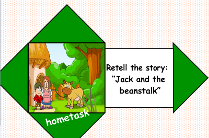 Retell the story:
"Jack and the
beanstalk"
hometask